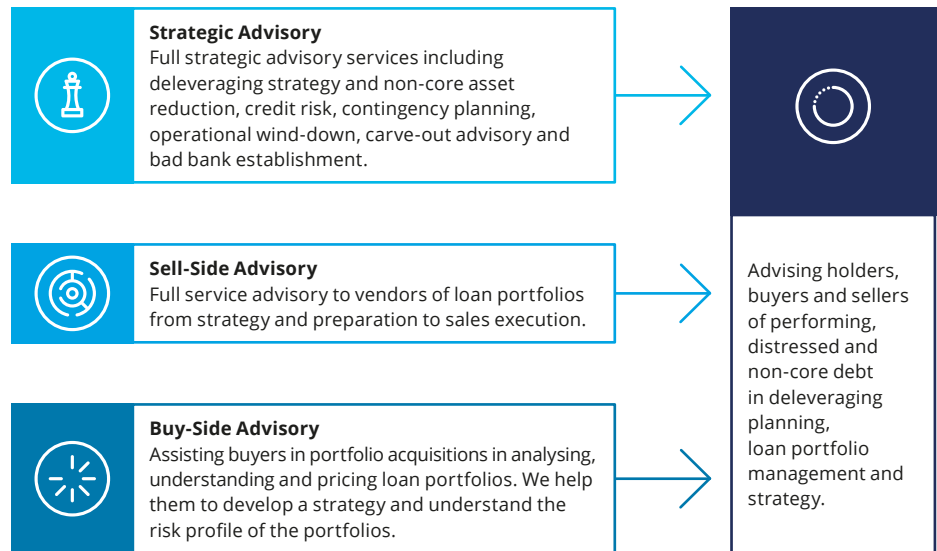 Strategic Advisory
Full strategic advisory services including
deleveraging strategy and non-core asset
reduction, credit risk, contingency planning,
operational wind-down, carve-out advisory and
bad bank establishment.
Sell-Side Advisory
Full service advisory to vendors of loan portfolios
from strategy and preparation to sales execution.
Buy-Side Advisory
Assisting buyers in portfolio acquisitions in analysing,
understanding and pricing loan portfolios. We help
them to develop a strategy and understand the
risk profile of the portfolios.
Advising holders,
buyers and sellers
of performing,
distressed and
non-core debt
in deleveraging
planning,
loan portfolio
management and
strategy.